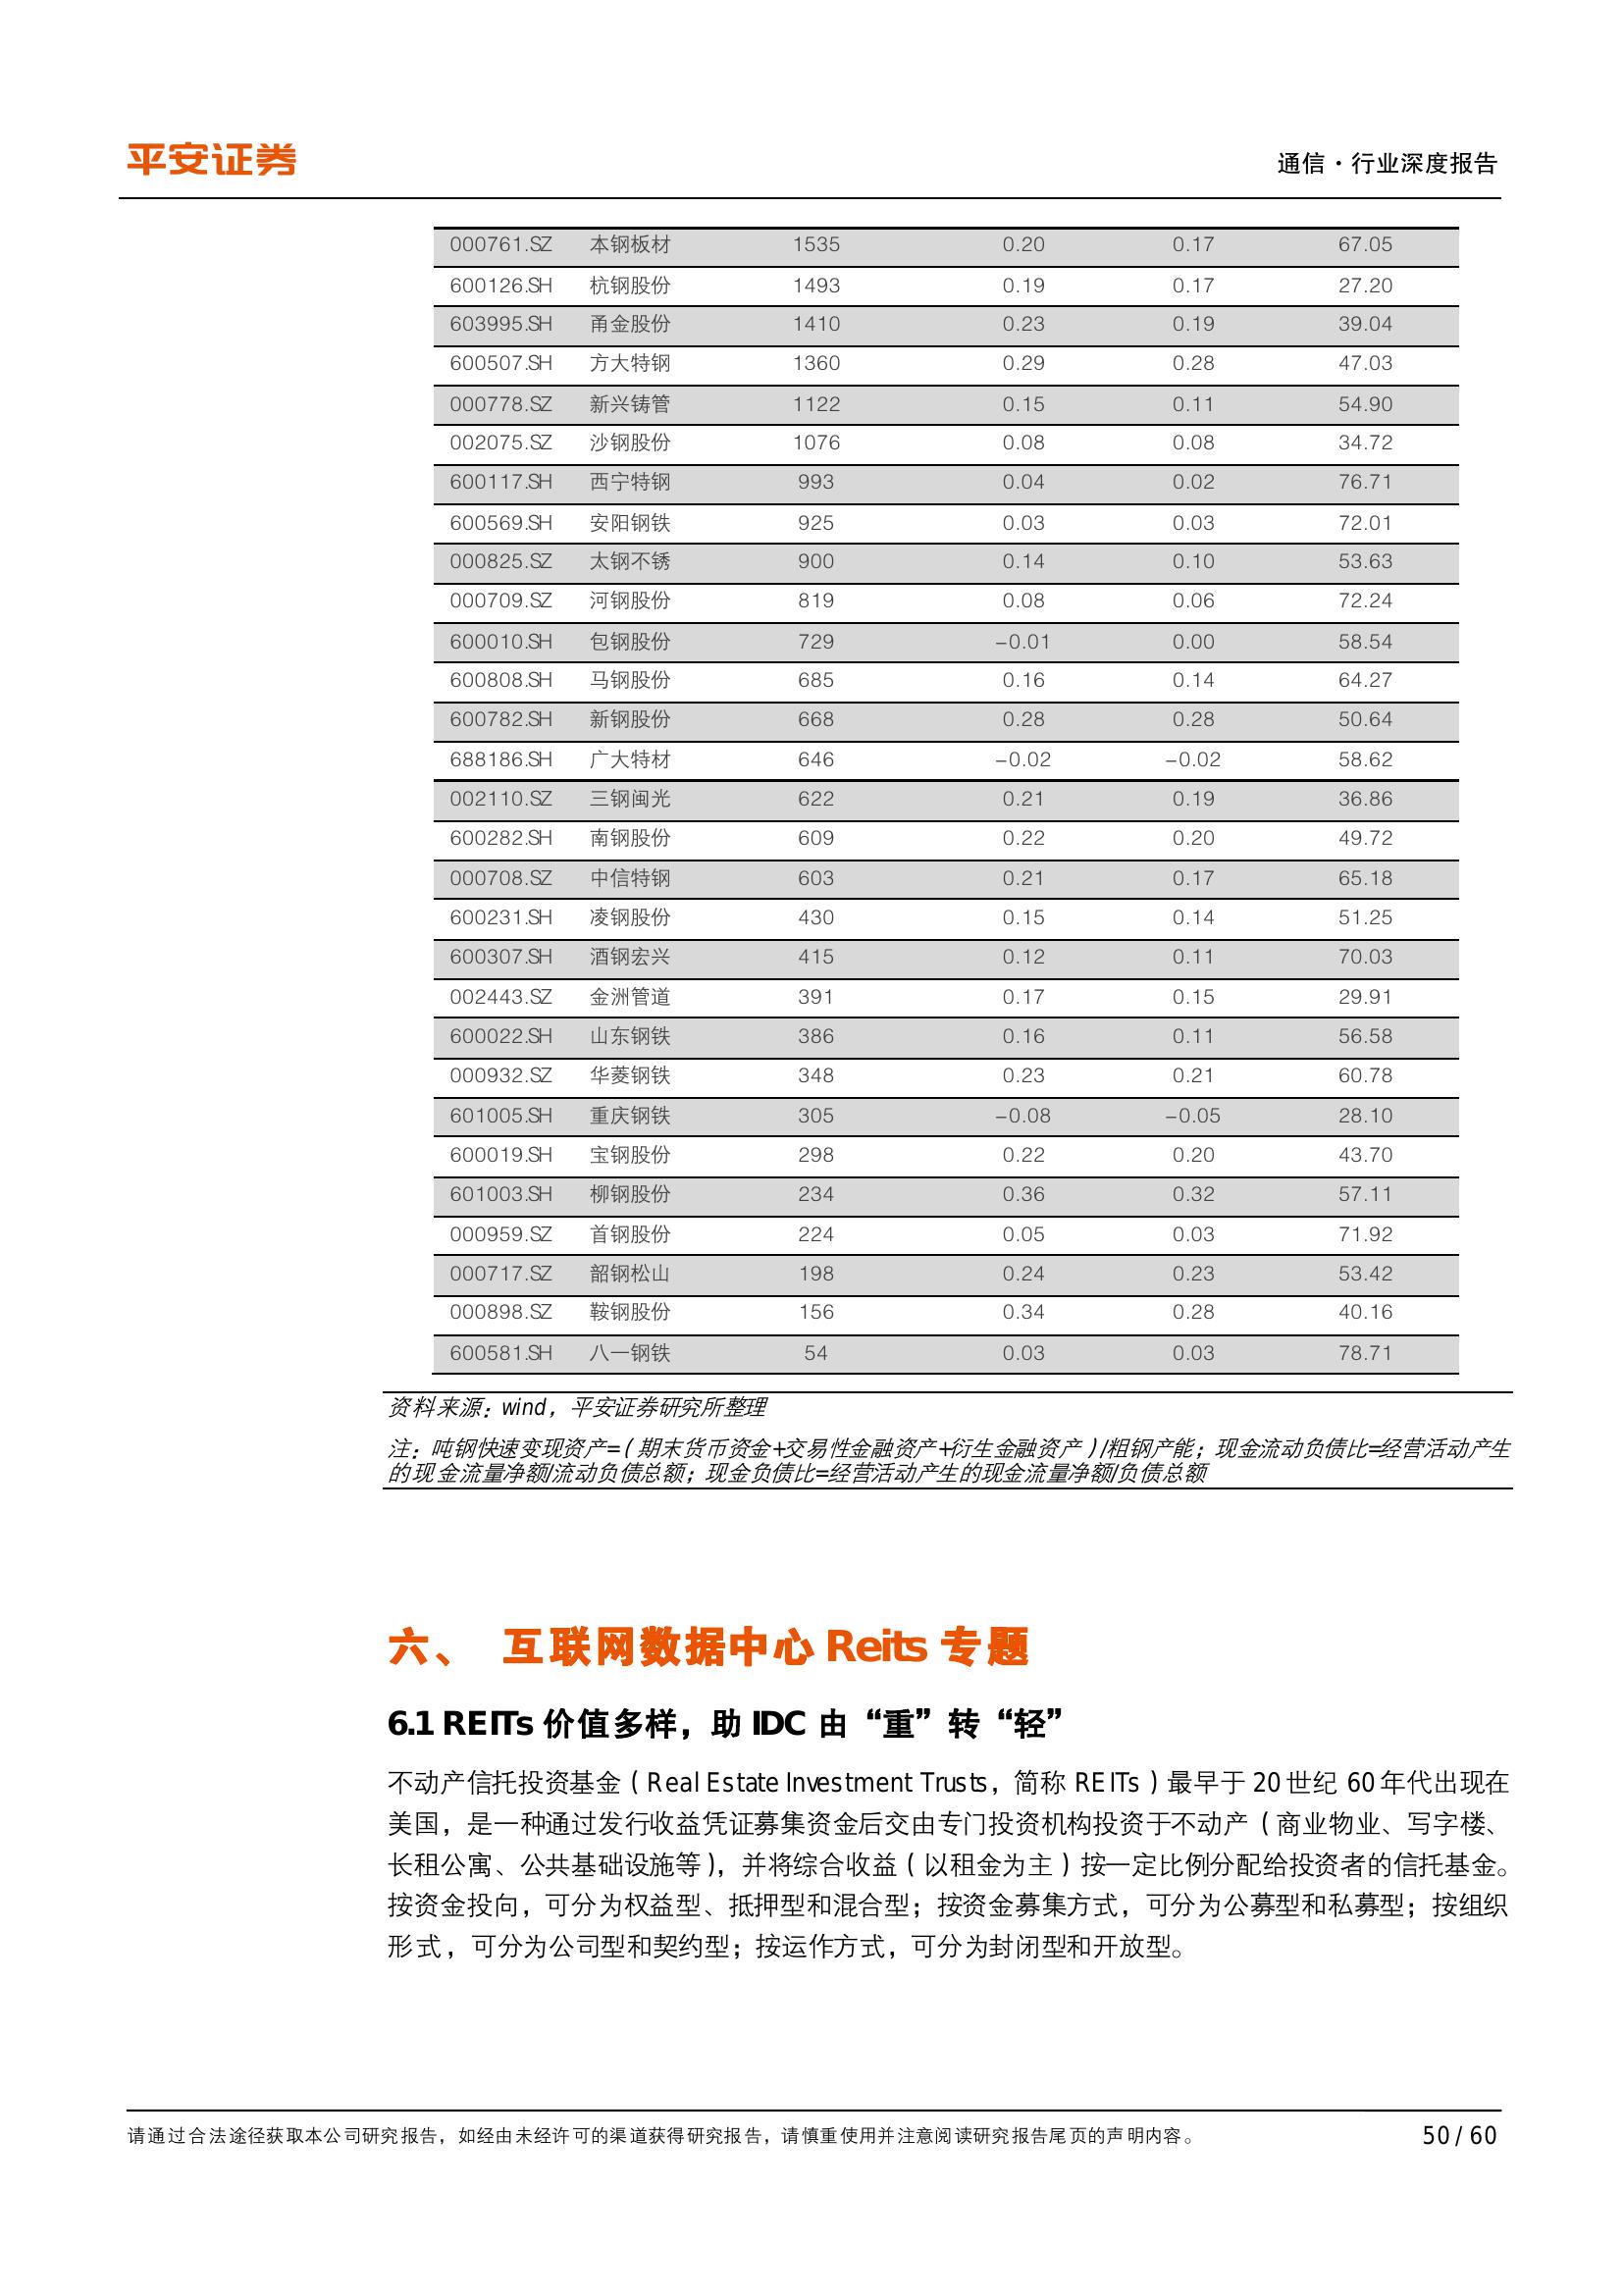 平安证券
通信·行业深度报告
000761.SZ 本钢板材 1535 0.20 0.17 67.05
600126.SH 杭钢股份 1493 0.19 0.17 27.20
603995.SH 甬金股份 1410 0.23 0.19 39.04
600507.SH 方大特钢 1360 0.29 0.28 47.03
000778.SZ 新兴铸管 1122 0.15 0.11 54.90
002075.SZ 沙钢股份 1076 0.08 0.08 34.72
600117.SH 西宁特钢 993 0.04 0.02 76.71
600569.SH 安阳钢铁 925 0.03 0.03 72.01
000825.SZ 太钢不锈 900 0.14 0.10 53.63
000709.SZ 河钢股份 819 0.08 0.06 72.24
600010.SH 包钢股份 729 -0.01 0.00 58.54
600808.SH 马钢股份 685 0.16 0.14 64.27
600782.SH 新钢股份 668 0.28 0.28 50.64
688186.SH 广大特材 646 -0.02 -0.02 58.62
002110.SZ 三钢闽光 622 0.21 0.19 36.86
600282.SH 南钢股份 609 0.22 0.20 49.72
000708.SZ 中信特钢 603 0.21 0.17 65.18
600231.SH 凌钢股份 430 0.15 0.14 51.25
600307.SH 酒钢宏兴 415 0.12 0.11 70.03
002443.SZ 金洲管道 391 0.17 0.15 29.91
600022.SH 山东钢铁 386 0.16 0.11 56.58
000932.SZ 华菱钢铁 348 0.23 0.21 60.78
601005.SH 重庆钢铁 305 -0.08 -0.05 28.10
600019.SH 宝钢股份 298 0.22 0.20 43.70
601003.SH 柳钢股份 234 0.36 0.32 57.11
000959.SZ 首钢股份 224 0.05 0.03 71.92
000717.SZ 韶钢松山 198 0.24 0.23 53.42
000898.SZ 鞍钢股份 156 0.34 0.28 40.16
600581.SH 八一钢铁 54 0.03 0.03 78.71
资料来源：wind，平安证券研究所整理
注：吨钢快速变现资产=（期末货币资金+交易性金融资产+衍生金融资产）/粗钢产能；现金流动负债比=经营活动产生
的现金流量净额/流动负债总额；现金负债比=经营活动产生的现金流量净额/负债总额
六、 互联网数据中心 Reits 专题
6.1 REITs 价值多样，助 IDC 由“重”转“轻”
不动产信托投资基金（Real Estate Investment Trusts，简称 REITs）最早于 20 世纪 60 年代出现在
美国，是一种通过发行收益凭证募集资金后交由专门投资机构投资于不动产（商业物业、写字楼、
长租公寓、公共基础设施等），并将综合收益（以租金为主）按一定比例分配给投资者的信托基金。
按资金投向，可分为权益型、抵押型和混合型；按资金募集方式，可分为公募型和私募型；按组织
形式，可分为公司型和契约型；按运作方式，可分为封闭型和开放型。
请通过合法途径获取本公司研究报告，如经由未经许可的渠道获得研究报告，请慎重使用并注意阅读研究报告尾页的声明内容。
50 / 60